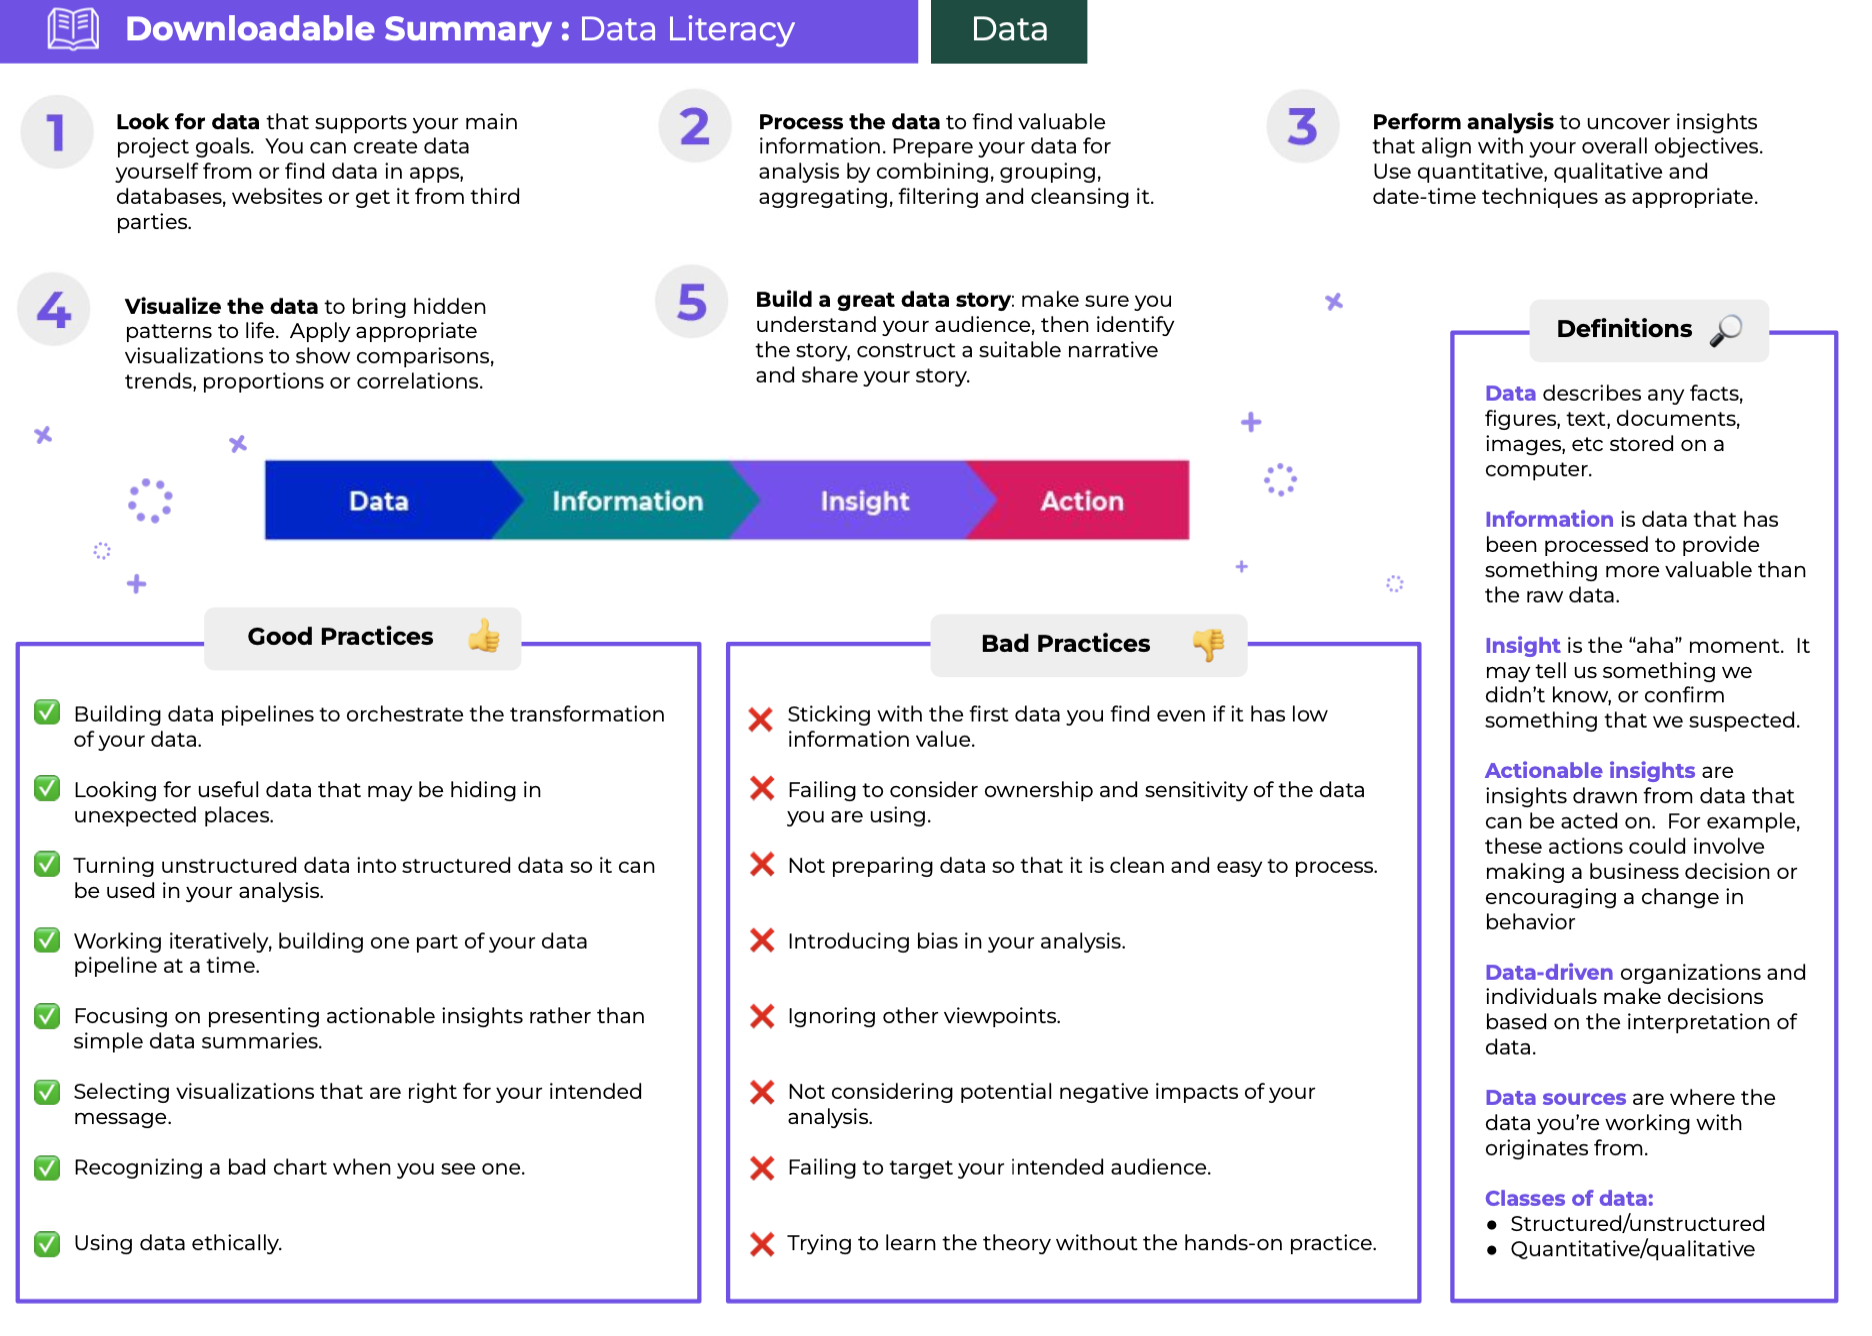 Downloadable Summary : Data Literacy
Data
1
Look for data that supports your main
project goals.  You can create data
yourself from or find data in apps,
databases, websites or get it from third
parties.
2
Process the data to find valuable
information. Prepare your data for
analysis by combining, grouping,
aggregating, filtering and cleansing it.
3
Perform analysis to uncover insights
that align with your overall objectives.
Use quantitative, qualitative and
date-time techniques as appropriate.
4
Visualize the data to bring hidden
patterns to life.  Apply appropriate
visualizations to show comparisons,
trends, proportions or correlations.
5
Build a great data story: make sure you
understand your audience, then identify
the story, construct a suitable narrative
and share your story.
Data
Information
Insight
Action
Good Practices
Building data pipelines to orchestrate the transformation
of your data.
Looking for useful data that may be hiding in
unexpected places.
Turning unstructured data into structured data so it can
be used in your analysis.
Working iteratively, building one part of your data
pipeline at a time.
Focusing on presenting actionable insights rather than
simple data summaries.
Selecting visualizations that are right for your intended
message.
Recognizing a bad chart when you see one.
Using data ethically.
Bad Practices
Sticking with the first data you find even if it has low
information value.
Failing to consider ownership and sensitivity of the data
you are using.
Not preparing data so that it is clean and easy to process.
Introducing bias in your analysis.
Ignoring other viewpoints.
Not considering potential negative impacts of your
analysis.
Failing to target your intended audience.
Trying to learn the theory without the hands-on practice.
Definitions
Data describes any facts,
figures, text, documents,
images, etc stored on a
computer.
Information is data that has
been processed to provide
something more valuable than
the raw data.
Insight is the “aha” moment.  It
may tell us something we
didn’t know, or confirm
something that we suspected.
Actionable insights are
insights drawn from data that
can be acted on.  For example,
these actions could involve
making a business decision or
encouraging a change in
behavior
Data-driven organizations and
individuals make decisions
based on the interpretation of
data.
Data sources are where the
data you’re working with
originates from.
Classes of data:
● Structured/unstructured
● Quantitative/qualitative